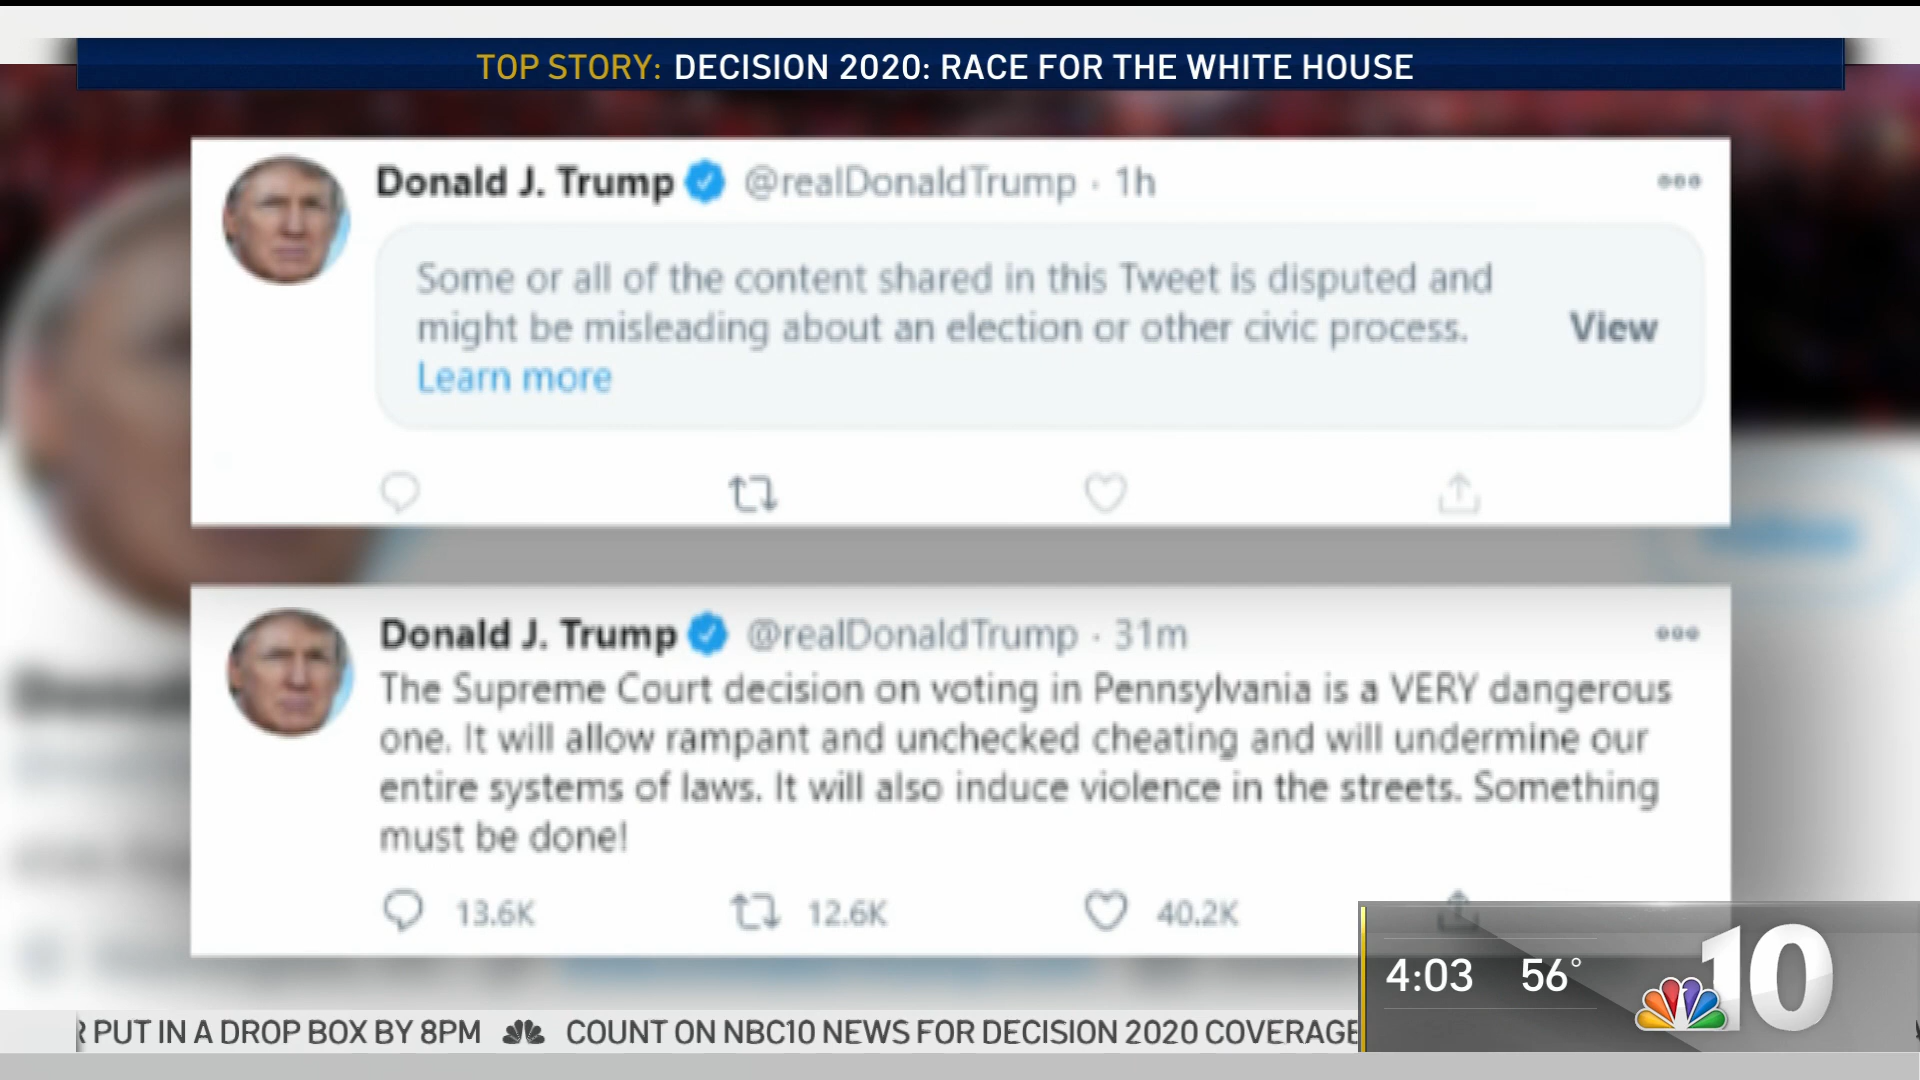 TOP STORY: DECISION 2020: RACE FOR THE WHITE HOUSE
Donald J. Trump @realDonaldTrump · 1h
Some or all of the content shared in this Tweet is disputed and
might be misleading about an election or other civic process.
View
Learn more
Donald J. Trump @realDonaldTrump · 31m
The Supreme Court decision on voting in Pennsylvania is a VERY dangerous
one. It will allow rampant and unchecked cheating and will undermine our
entire systems of laws. It will also induce violence in the streets. Something
must be done!
13.6K 12.6K 40.2K
4:03 56° 10
PUT IN A DROP BOX BY 8PM COUNT ON NBC10 NEWS FOR DECISION 2020 COVERAGE